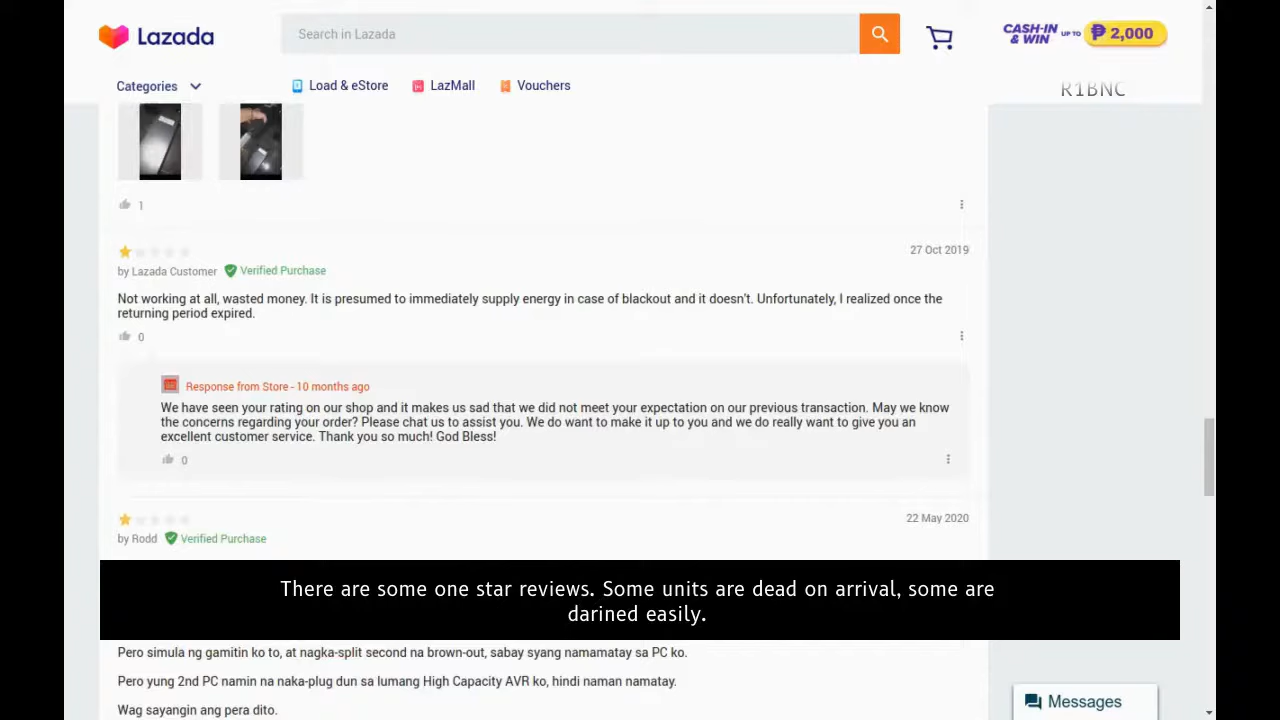 Lazada
Search in Lazada
CASH-IN & WIN UP TO ₱ 2,000
Categories
Load & eStore
LazMall
Vouchers
R1BNC
1
27 Oct 2019
by Lazada Customer Verified Purchase
Not working at all, wasted money. It is presumed to immediately supply energy in case of blackout and it doesn't. Unfortunately, I realized once the
returning period expired.
0
Response from Store - 10 months ago
We have seen your rating on our shop and it makes us sad that we did not meet your expectation on our previous transaction. May we know
the concerns regarding your order? Please chat us to assist you. We do want to make it up to you and we do really want to give you an
excellent customer service. Thank you so much! God Bless!
0
22 May 2020
by Rodd Verified Purchase
There are some one star reviews. Some units are dead on arrival, some are
darined easily.
Pero simula ng gamitin ko to, at nagka-split second na brown-out, sabay syang namamatay sa PC ko.
Pero yung 2nd PC namin na naka-plug dun sa lumang High Capacity AVR ko, hindi naman namatay.
Wag sayangin ang pera dito.
Messages